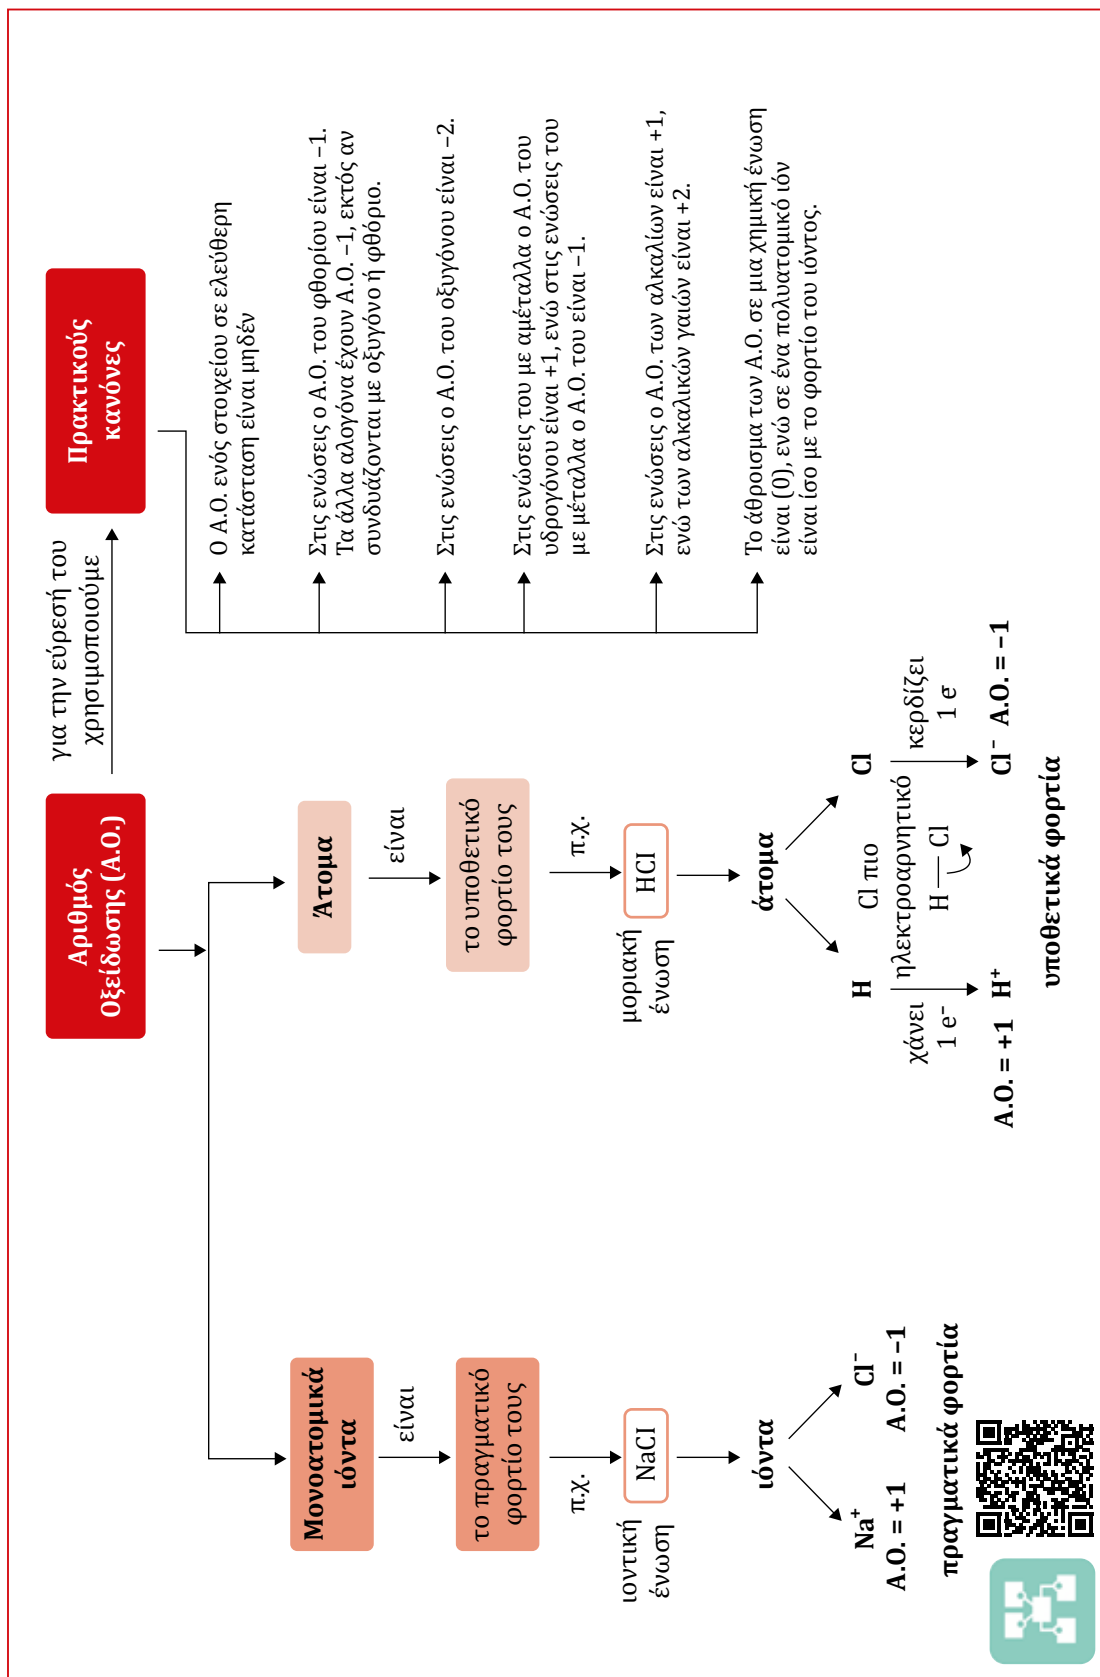 Αριθμός
Οξείδωσης (Α.Ο.)
για την εύρεσή του
χρησιμοποιούμε
Πρακτικούς
κανόνες
Ο Α.Ο. ενός στοιχείου σε ελεύθερη
κατάσταση είναι μηδέν
Στις ενώσεις ο Α.Ο. του φθορίου είναι –1.
Τα άλλα αλογόνα έχουν Α.Ο. –1, εκτός αν
συνδυάζονται με οξυγόνο ή φθόριο.
Στις ενώσεις ο Α.Ο. του οξυγόνου είναι –2.
Στις ενώσεις του με αμέταλλα ο Α.Ο. του
υδρογόνου είναι +1, ενώ στις ενώσεις του
με μέταλλα ο Α.Ο. του είναι –1.
Στις ενώσεις ο Α.Ο. των αλκαλίων είναι +1,
ενώ των αλκαλικών γαιών είναι +2.
Το άθροισμα των Α.Ο. σε μια χημική ένωση
είναι (0), ενώ σε ένα πολυατομικό ιόν
είναι ίσο με το φορτίο του ιόντος.
Μονοατομικά
ιόντα
είναι
το πραγματικό
φορτίο τους
π.χ.
ιοντική
ένωση
NaCl
ιόντα
Na⁺
Α.Ο. = +1
Cl⁻
Α.Ο. = –1
πραγματικά φορτία
Άτομα
είναι
το υποθετικό
φορτίο τους
π.χ.
μοριακή
ένωση
HCl
άτομα
H
Cl
Cl πιο
ηλεκτροαρνητικό
H — Cl
χάνει
1 e⁻
κερδίζει
1 e⁻
Α.Ο. = +1 H⁺
Cl⁻ Α.Ο. = –1
υποθετικά φορτία